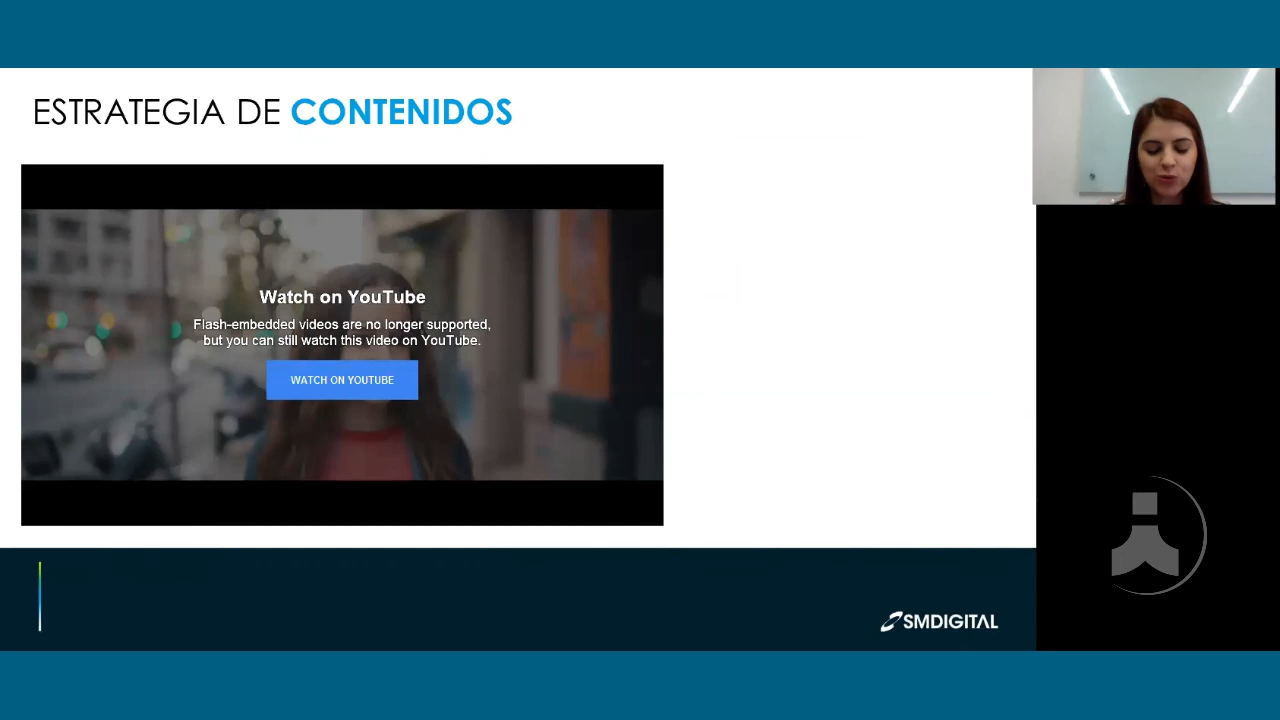 ESTRATEGIA DE CONTENIDOS
Watch on YouTube
Flash-embedded videos are no longer supported,
but you can still watch this video on YouTube.
WATCH ON YOUTUBE
SMDIGITAL